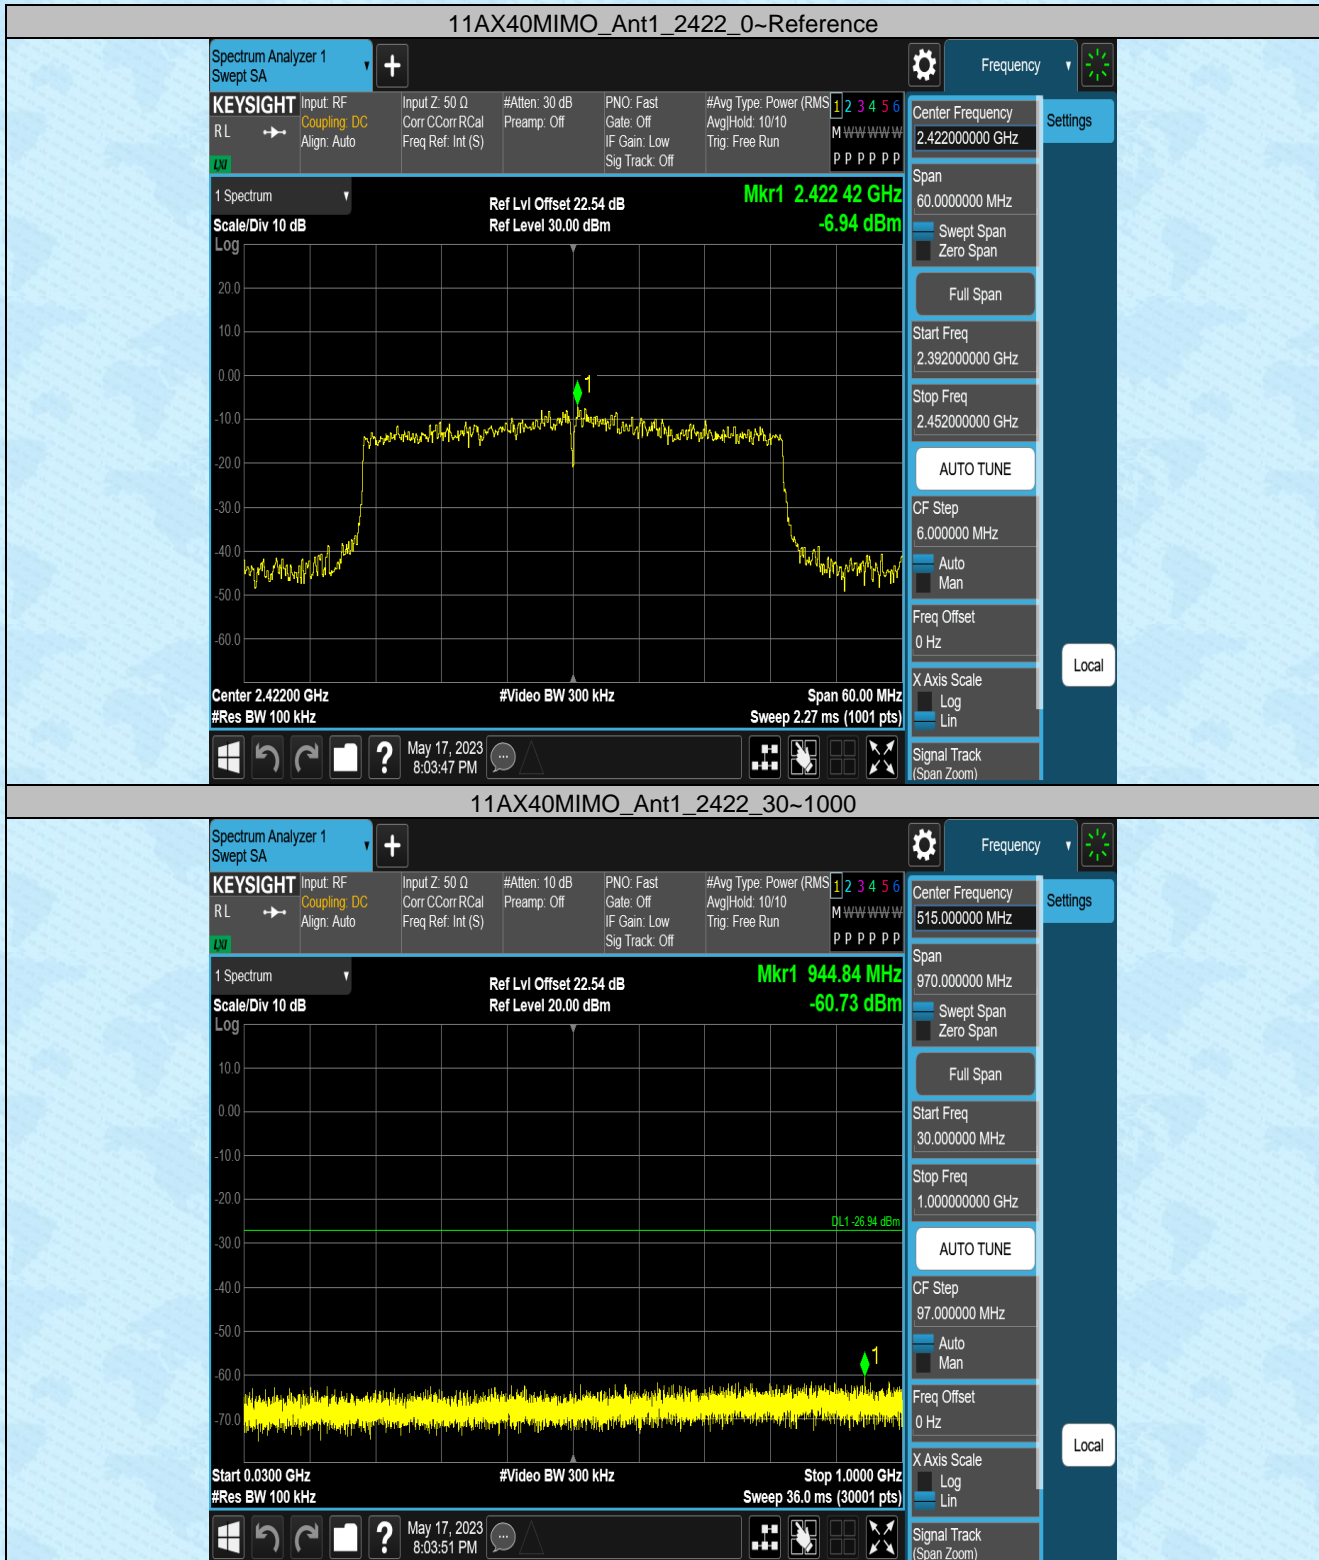 11AX40MIMO_Ant1_2422_0~Reference
Spectrum Analyzer 1
Swept SA
Frequency
KEYSIGHT
R L
LXI
Input: RF
Coupling: DC
Align: Auto
Input Z: 50 Ω
Corr CCorr RCal
Freq Ref: Int (S)
#Atten: 30 dB
Preamp: Off
PNO: Fast
Gate: Off
IF Gain: Low
Sig Track: Off
#Avg Type: Power (RMS
Avg|Hold: 10/10
Trig: Free Run
1 2 3 4 5 6
M W W W W W
P P P P P P
1 Spectrum
Scale/Div 10 dB
Ref Lvl Offset 22.54 dB
Ref Level 30.00 dBm
Mkr1 2.422 42 GHz
-6.94 dBm
Log
20.0
10.0
0.00
-10.0
-20.0
-30.0
-40.0
-50.0
-60.0
1
Center 2.42200 GHz
#Res BW 100 kHz
#Video BW 300 kHz
Span 60.00 MHz
Sweep 2.27 ms (1001 pts)
May 17, 2023
8:03:47 PM
Center Frequency
2.422000000 GHz
Span
60.0000000 MHz
Swept Span
Zero Span
Full Span
Start Freq
2.392000000 GHz
Stop Freq
2.452000000 GHz
AUTO TUNE
CF Step
6.000000 MHz
Auto
Man
Freq Offset
0 Hz
X Axis Scale
Log
Lin
Signal Track
(Span Zoom)
Settings
Local
11AX40MIMO_Ant1_2422_30~1000
Spectrum Analyzer 1
Swept SA
Frequency
KEYSIGHT
R L
LXI
Input: RF
Coupling: DC
Align: Auto
Input Z: 50 Ω
Corr CCorr RCal
Freq Ref: Int (S)
#Atten: 10 dB
Preamp: Off
PNO: Fast
Gate: Off
IF Gain: Low
Sig Track: Off
#Avg Type: Power (RMS
Avg|Hold: 10/10
Trig: Free Run
1 2 3 4 5 6
M W W W W W
P P P P P P
1 Spectrum
Scale/Div 10 dB
Ref Lvl Offset 22.54 dB
Ref Level 20.00 dBm
Mkr1 944.84 MHz
-60.73 dBm
Log
10.0
0.00
-10.0
-20.0
-30.0
-40.0
-50.0
-60.0
-70.0
DL1 -26.94 dBm
1
Start 0.0300 GHz
#Res BW 100 kHz
#Video BW 300 kHz
Stop 1.0000 GHz
Sweep 36.0 ms (30001 pts)
May 17, 2023
8:03:51 PM
Center Frequency
515.000000 MHz
Span
970.000000 MHz
Swept Span
Zero Span
Full Span
Start Freq
30.000000 MHz
Stop Freq
1.000000000 GHz
AUTO TUNE
CF Step
97.000000 MHz
Auto
Man
Freq Offset
0 Hz
X Axis Scale
Log
Lin
Signal Track
(Span Zoom)
Settings
Local